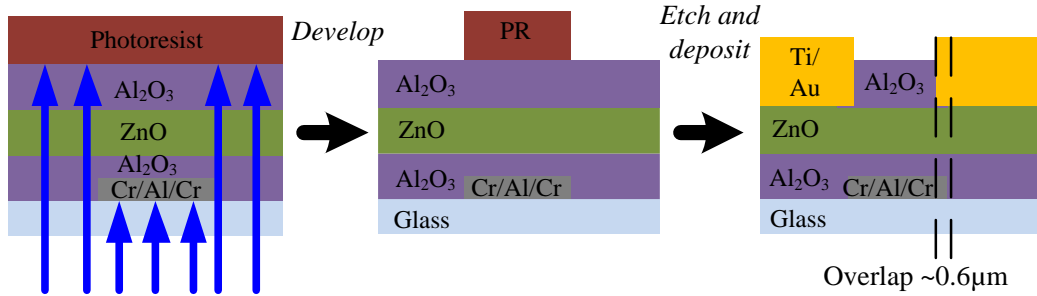 Photoresist
Al₂O₃
ZnO
Al₂O₃
Cr/Al/Cr
Develop
PR
Al₂O₃
ZnO
Al₂O₃
Cr/Al/Cr
Glass
Etch and
deposit
Ti/
Au
Al₂O₃
ZnO
Al₂O₃
Cr/Al/Cr
Glass
Overlap ~0.6μm